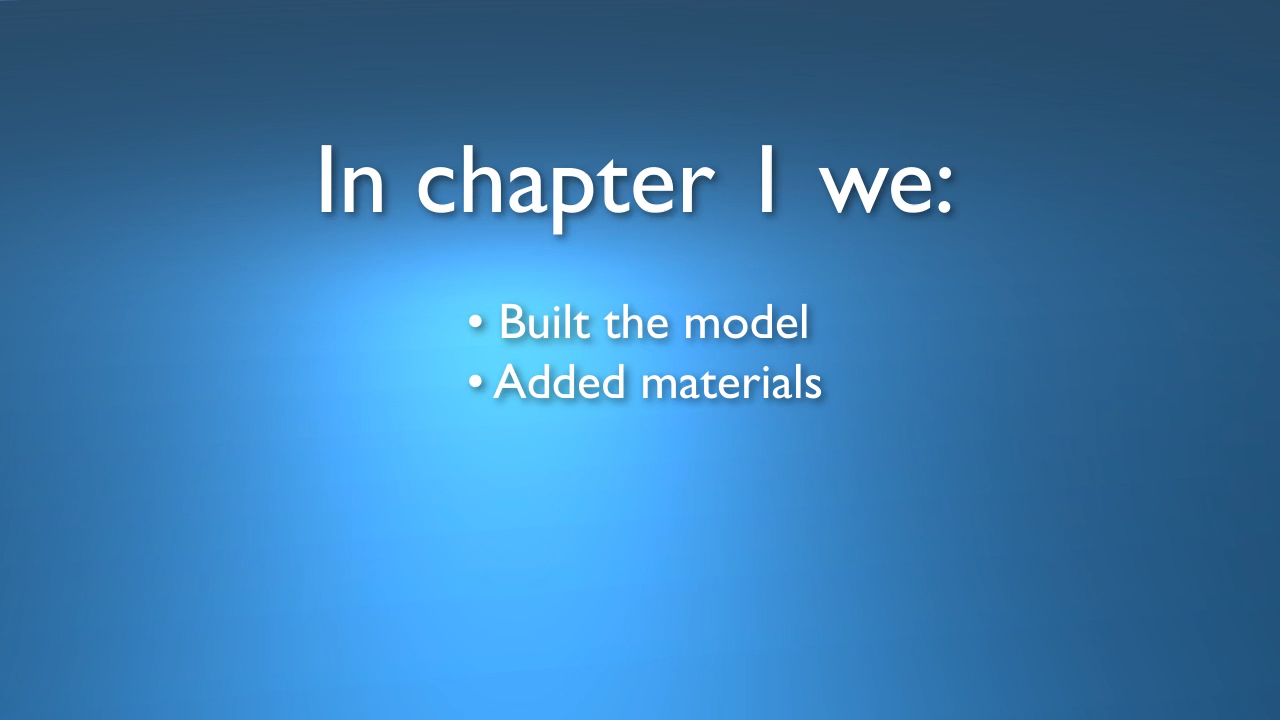 In chapter 1 we:
• Built the model
• Added materials